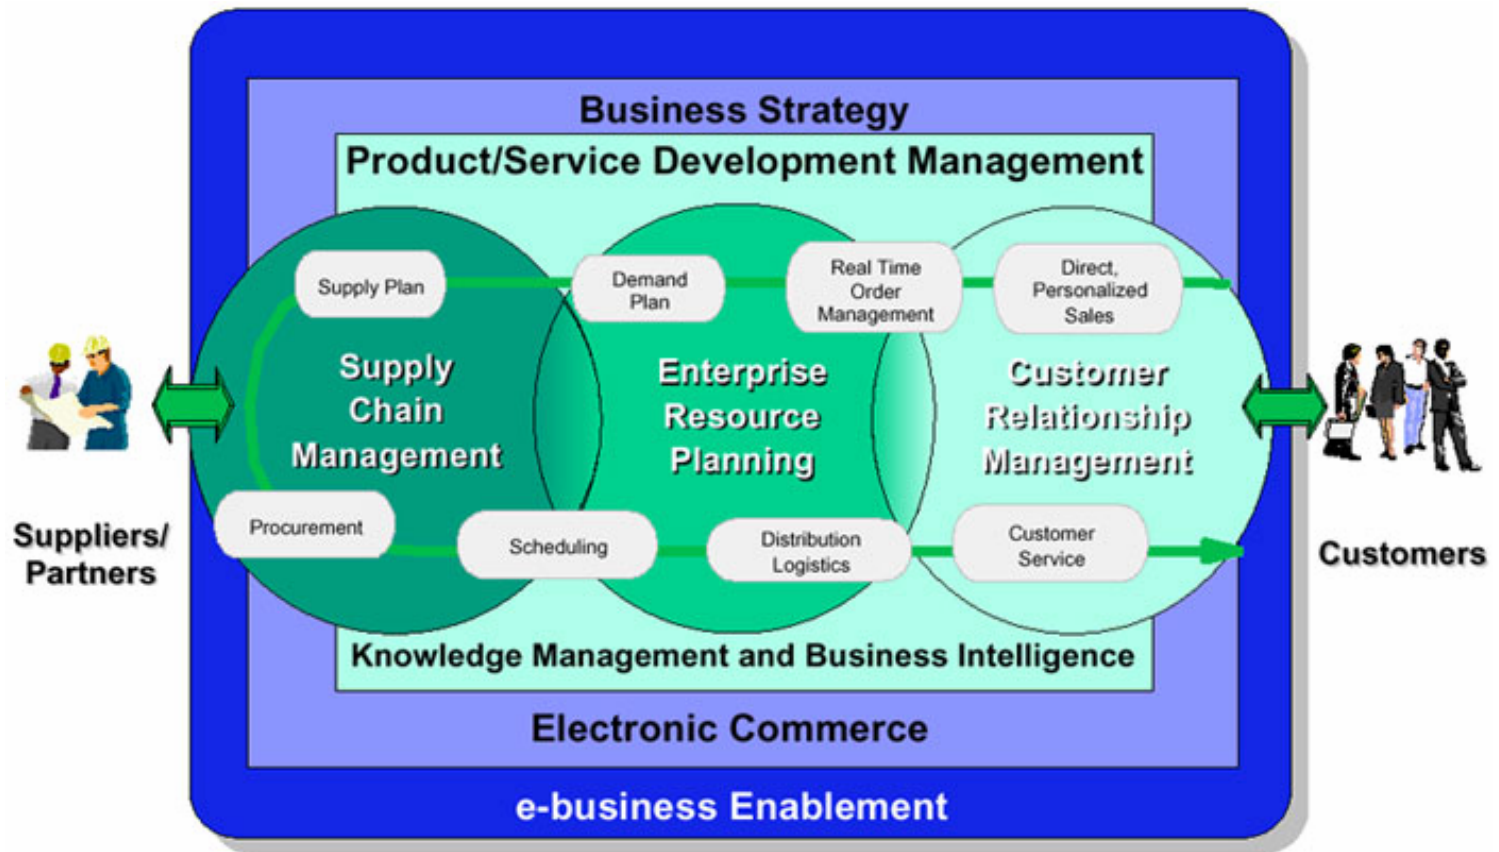 Business Strategy
Product/Service Development Management
Supply Plan
Demand
Plan
Real Time
Order
Management
Direct,
Personalized
Sales
Supply
Chain
Management
Enterprise
Resource
Planning
Customer
Relationship
Management
Suppliers/
Partners
Customers
Procurement
Scheduling
Distribution
Logistics
Customer
Service
Knowledge Management and Business Intelligence
Electronic Commerce
e-business Enablement